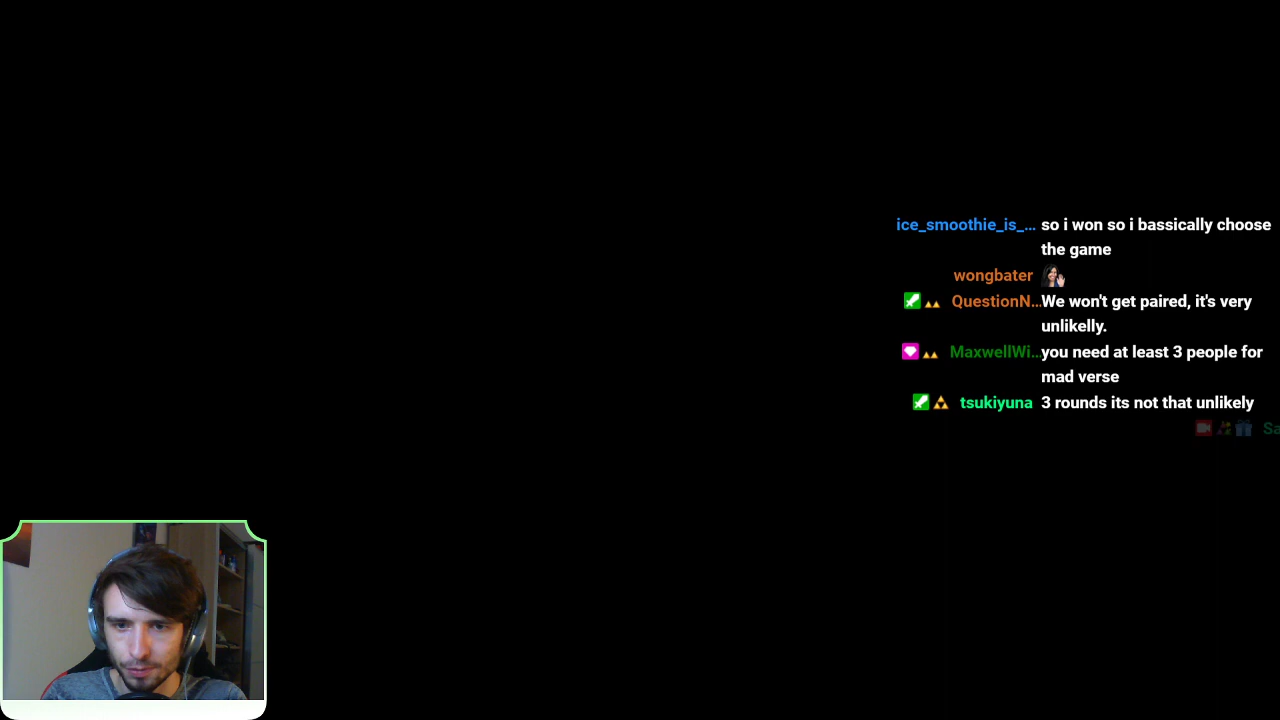 ice_smoothie_is_... so i won so i bassically choose
the game
wongbater
QuestionN... We won't get paired, it's very
unlikelly.
MaxwellWi... you need at least 3 people for
mad verse
tsukiyuna 3 rounds its not that unlikely
Sa